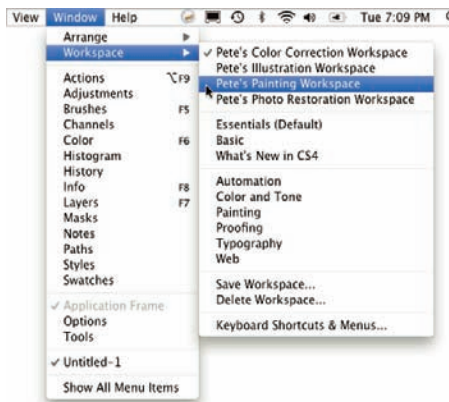 View Window Help Tue 7:09 PM
Arrange
Workspace
Actions ⌥F9
Adjustments
Brushes F5
Channels
Color F6
Histogram
History
Info F8
Layers F7
Masks
Notes
Paths
Styles
Swatches
✓ Application Frame
Options
Tools
✓ Untitled-1
Show All Menu Items
✓ Pete's Color Correction Workspace
Pete's Illustration Workspace
Pete's Painting Workspace
Pete's Photo Restoration Workspace
Essentials (Default)
Basic
What's New in CS4
Automation
Color and Tone
Painting
Proofing
Typography
Web
Save Workspace...
Delete Workspace...
Keyboard Shortcuts & Menus...